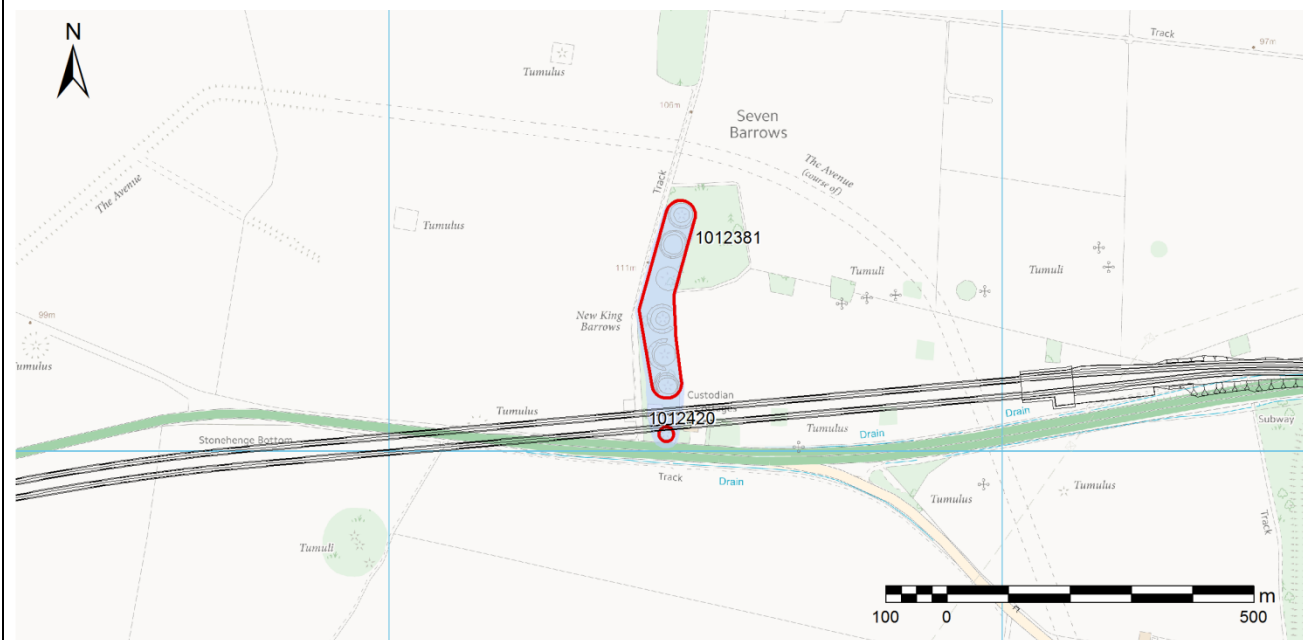 N
Track
97m
Tumulus
106m
Seven
Barrows
The Avenue
(course of)
Track
The Avenue
Tumulus
1012381
111m
Tumuli
Tumuli
New King
Barrows
99m
Tumulus
Custodian
1012420
Tumulus
Stonehenge Bottom
Tumulus
Drain
Drain
Subway
Track
Drain
Tumulus
Tumulus
Track
Tumuli
100 0 500 m